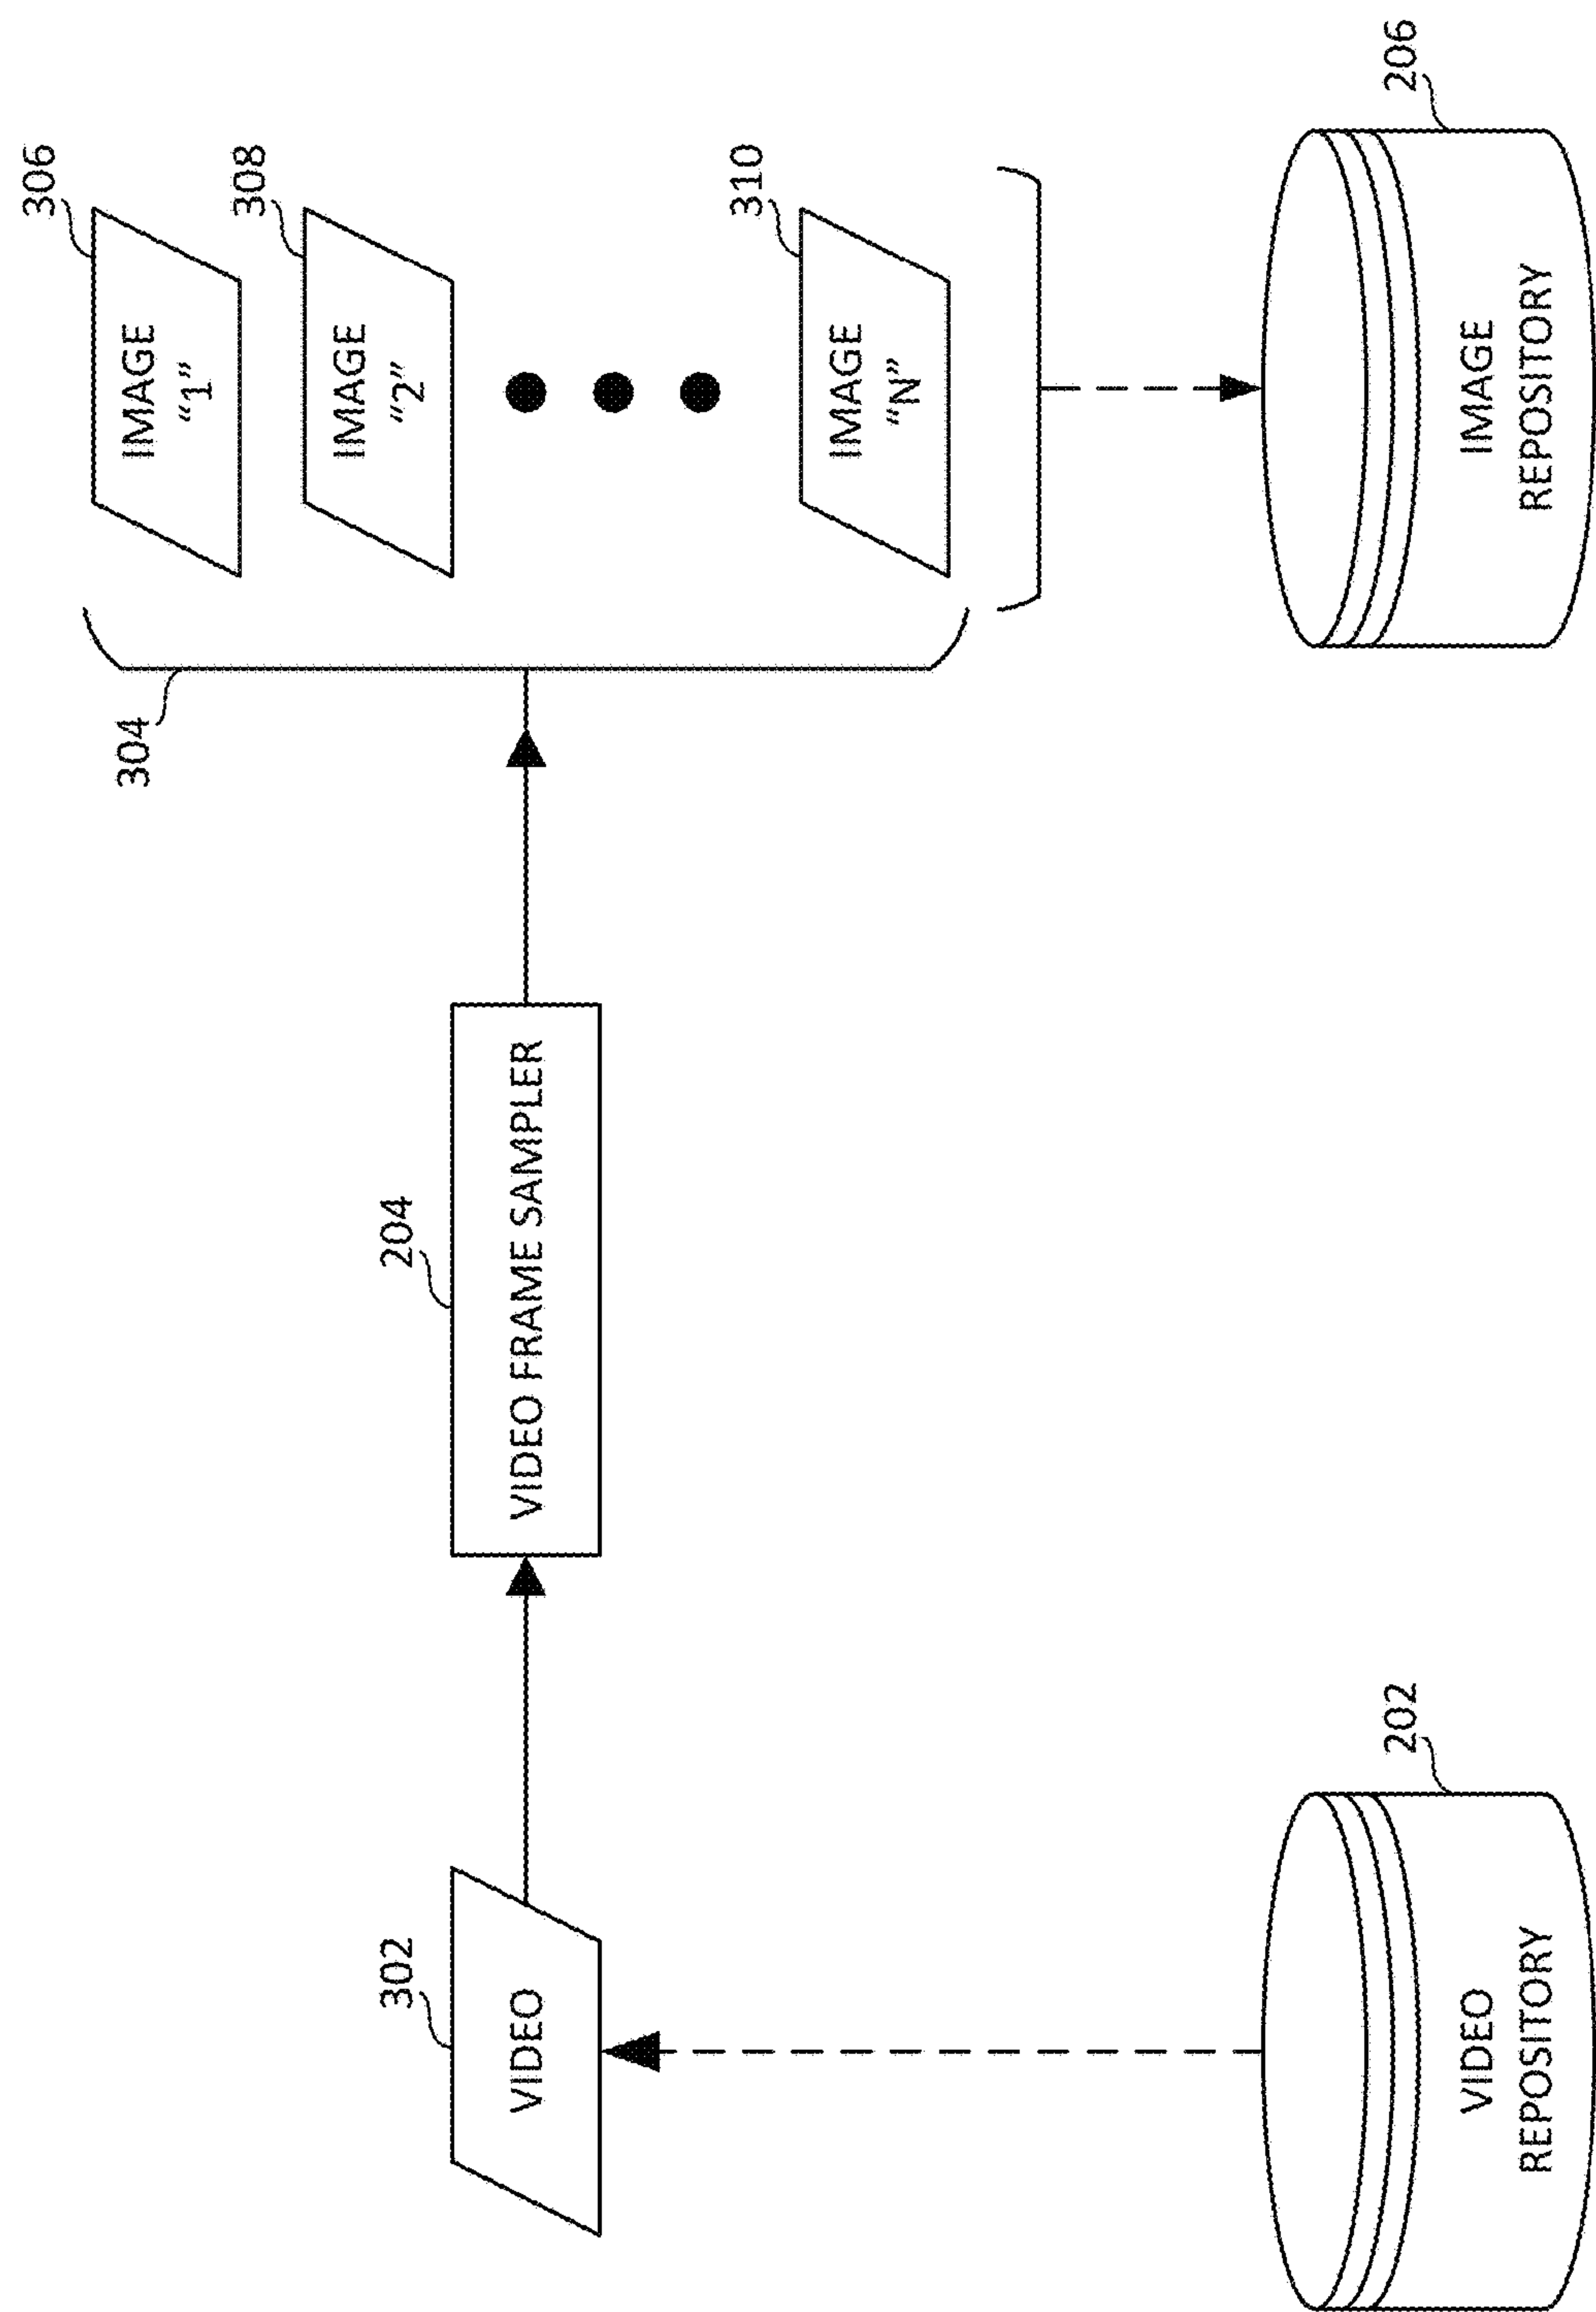 306
IMAGE
“1”
308
IMAGE
“2”
310
IMAGE
“N”
304
204
VIDEO FRAME SAMPLER
302
VIDEO
202
VIDEO
REPOSITORY
206
IMAGE
REPOSITORY